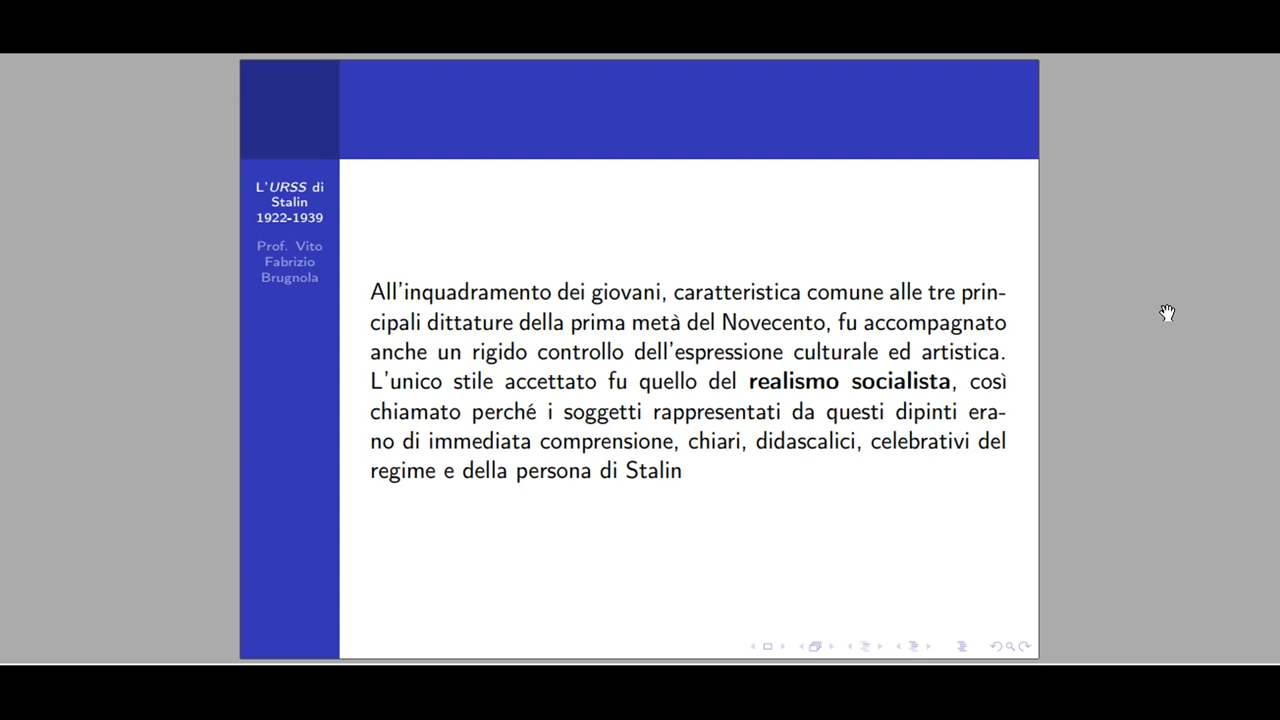 L'URSS di
Stalin
1922-1939
Prof. Vito
Fabrizio
Brugnola
All'inquadramento dei giovani, caratteristica comune alle tre prin-
cipali dittature della prima metà del Novecento, fu accompagnato
anche un rigido controllo dell'espressione culturale ed artistica.
L'unico stile accettato fu quello del realismo socialista, così
chiamato perché i soggetti rappresentati da questi dipinti era-
no di immediata comprensione, chiari, didascalici, celebrativi del
regime e della persona di Stalin